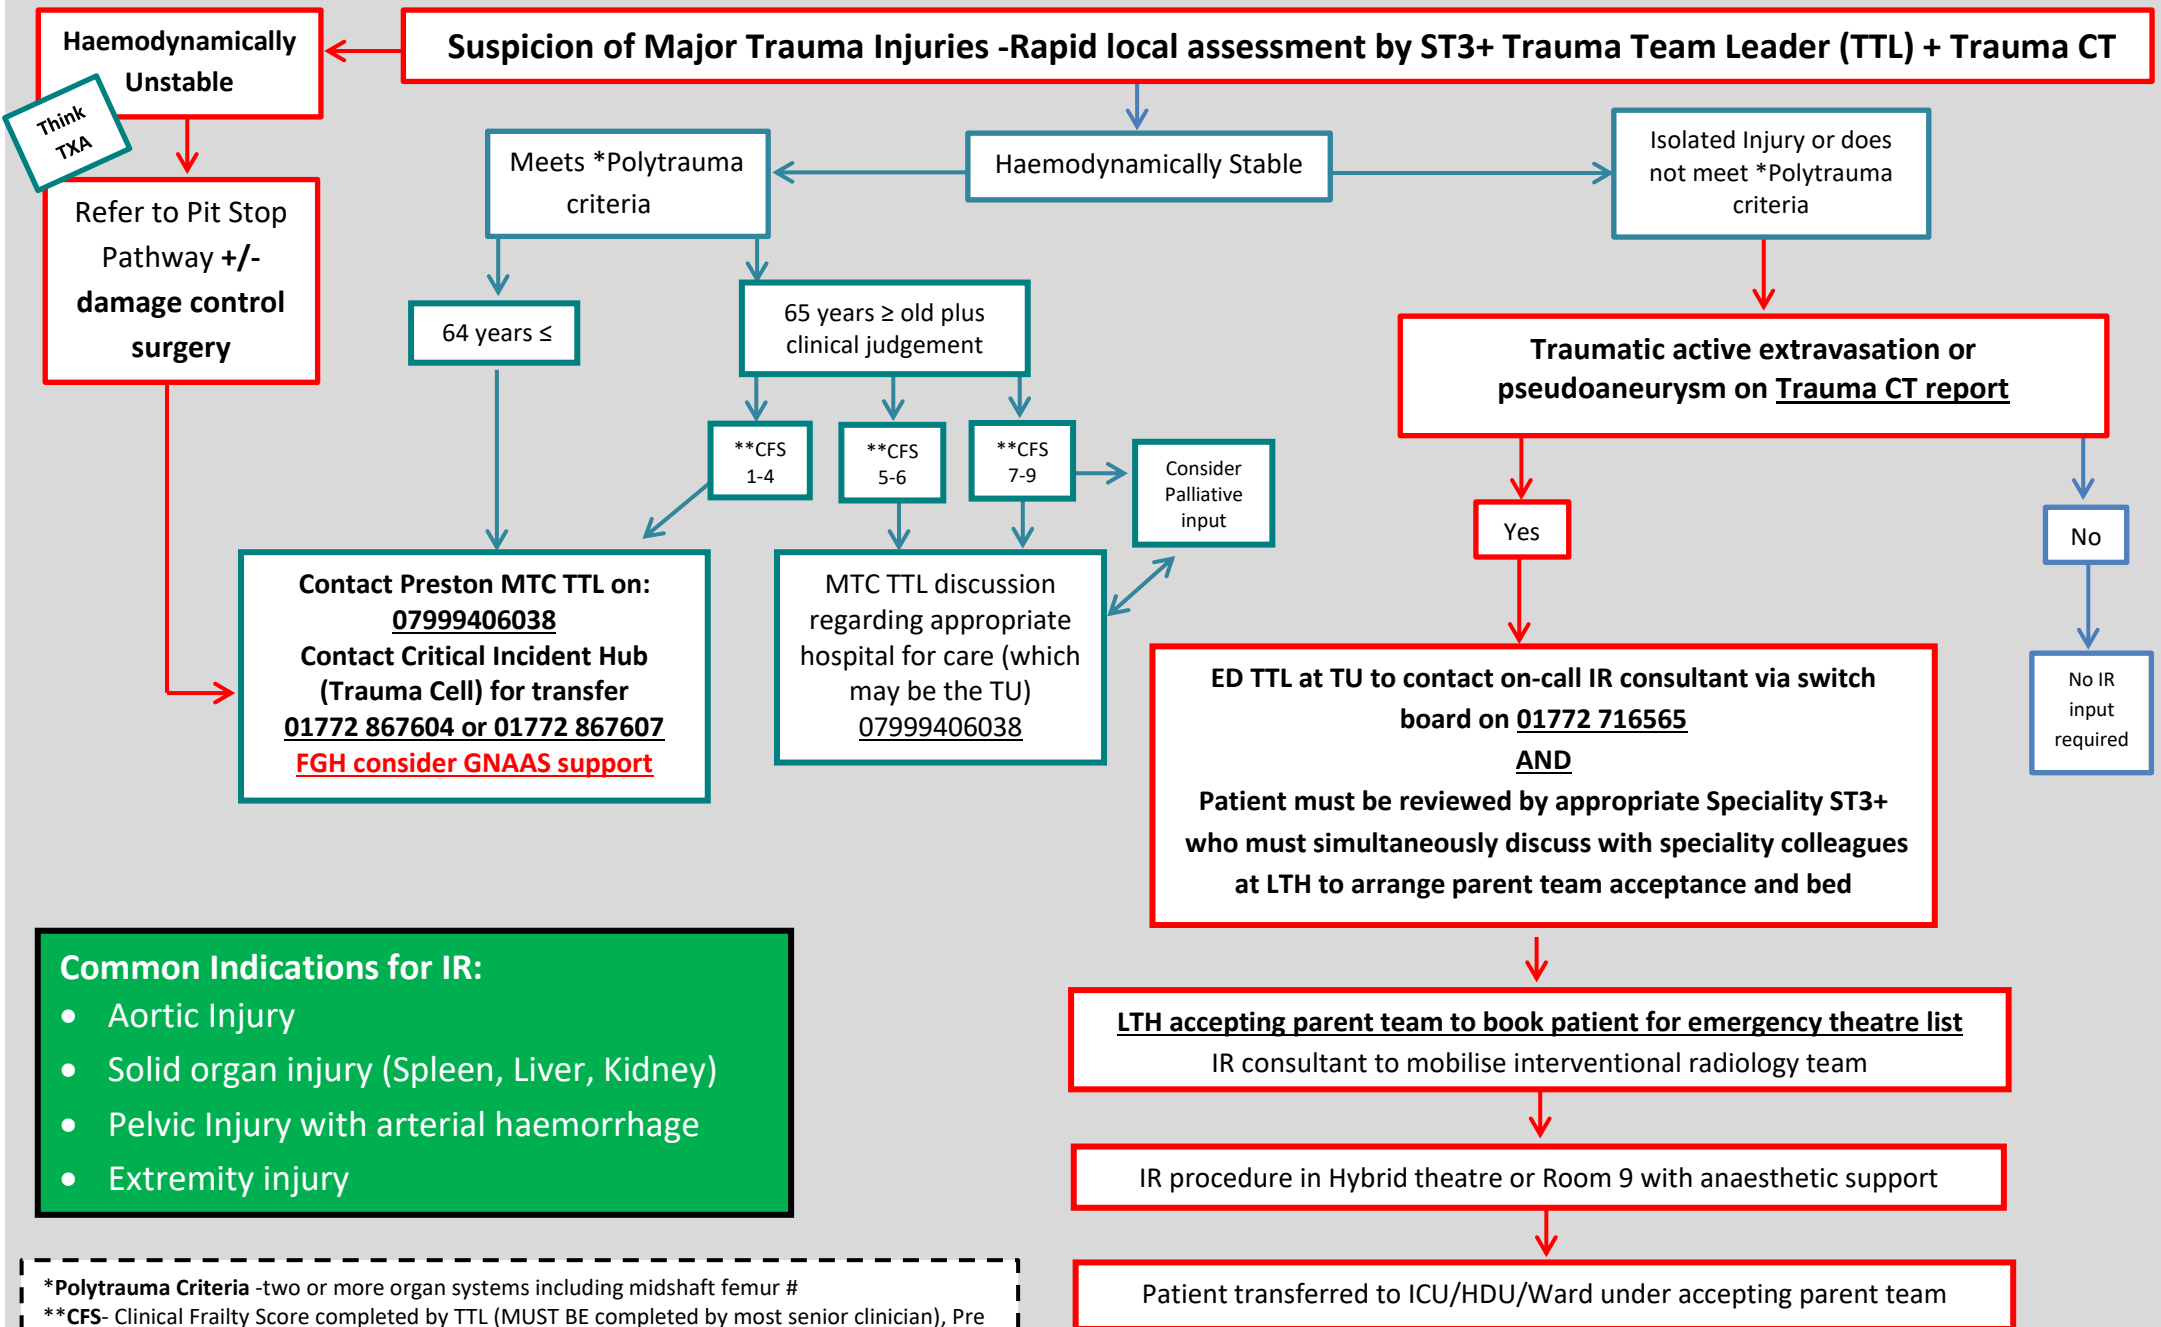 Suspicion of Major Trauma Injuries -Rapid local assessment by ST3+ Trauma Team Leader (TTL) + Trauma CT
Haemodynamically
Unstable
Think
TXA
Refer to Pit Stop
Pathway +/-
damage control
surgery
Meets *Polytrauma
criteria
Haemodynamically Stable
Isolated Injury or does
not meet *Polytrauma
criteria
64 years ≤
65 years ≥ old plus
clinical judgement
**CFS
1-4
**CFS
5-6
**CFS
7-9
Consider
Palliative
input
Contact Preston MTC TTL on:
07999406038
Contact Critical Incident Hub
(Trauma Cell) for transfer
01772 867604 or 01772 867607
FGH consider GNAAS support
MTC TTL discussion
regarding appropriate
hospital for care (which
may be the TU)
07999406038
Traumatic active extravasation or
pseudoaneurysm on Trauma CT report
Yes
No
No IR
input
required
ED TTL at TU to contact on-call IR consultant via switch
board on 01772 716565
AND
Patient must be reviewed by appropriate Speciality ST3+
who must simultaneously discuss with speciality colleagues
at LTH to arrange parent team acceptance and bed
LTH accepting parent team to book patient for emergency theatre list
IR consultant to mobilise interventional radiology team
IR procedure in Hybrid theatre or Room 9 with anaesthetic support
Patient transferred to ICU/HDU/Ward under accepting parent team
Common Indications for IR:
• Aortic Injury
• Solid organ injury (Spleen, Liver, Kidney)
• Pelvic Injury with arterial haemorrhage
• Extremity injury
*Polytrauma Criteria -two or more organ systems including midshaft femur #
**CFS- Clinical Frailty Score completed by TTL (MUST BE completed by most senior clinician), Pre